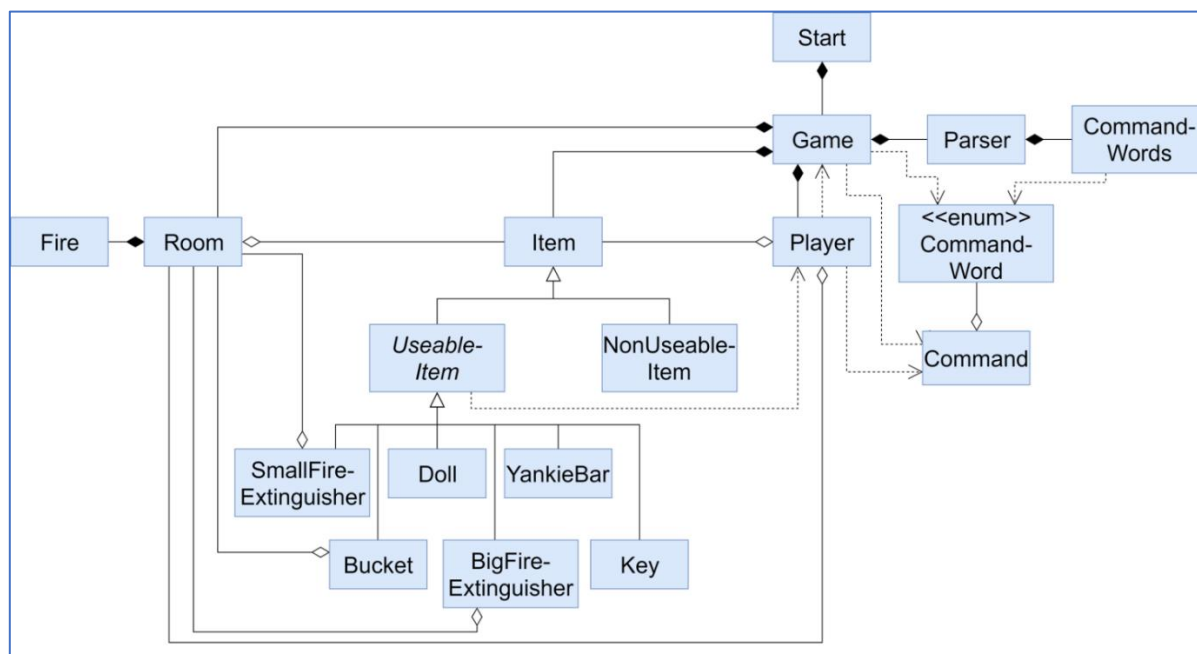 Start
Game
Parser
Command-
Words
Fire
Room
Item
Player
<<enum>>
Command-
Word
Useable-
Item
NonUseable-
Item
Command
SmallFire-
Extinguisher
Doll
YankieBar
Bucket
BigFire-
Extinguisher
Key